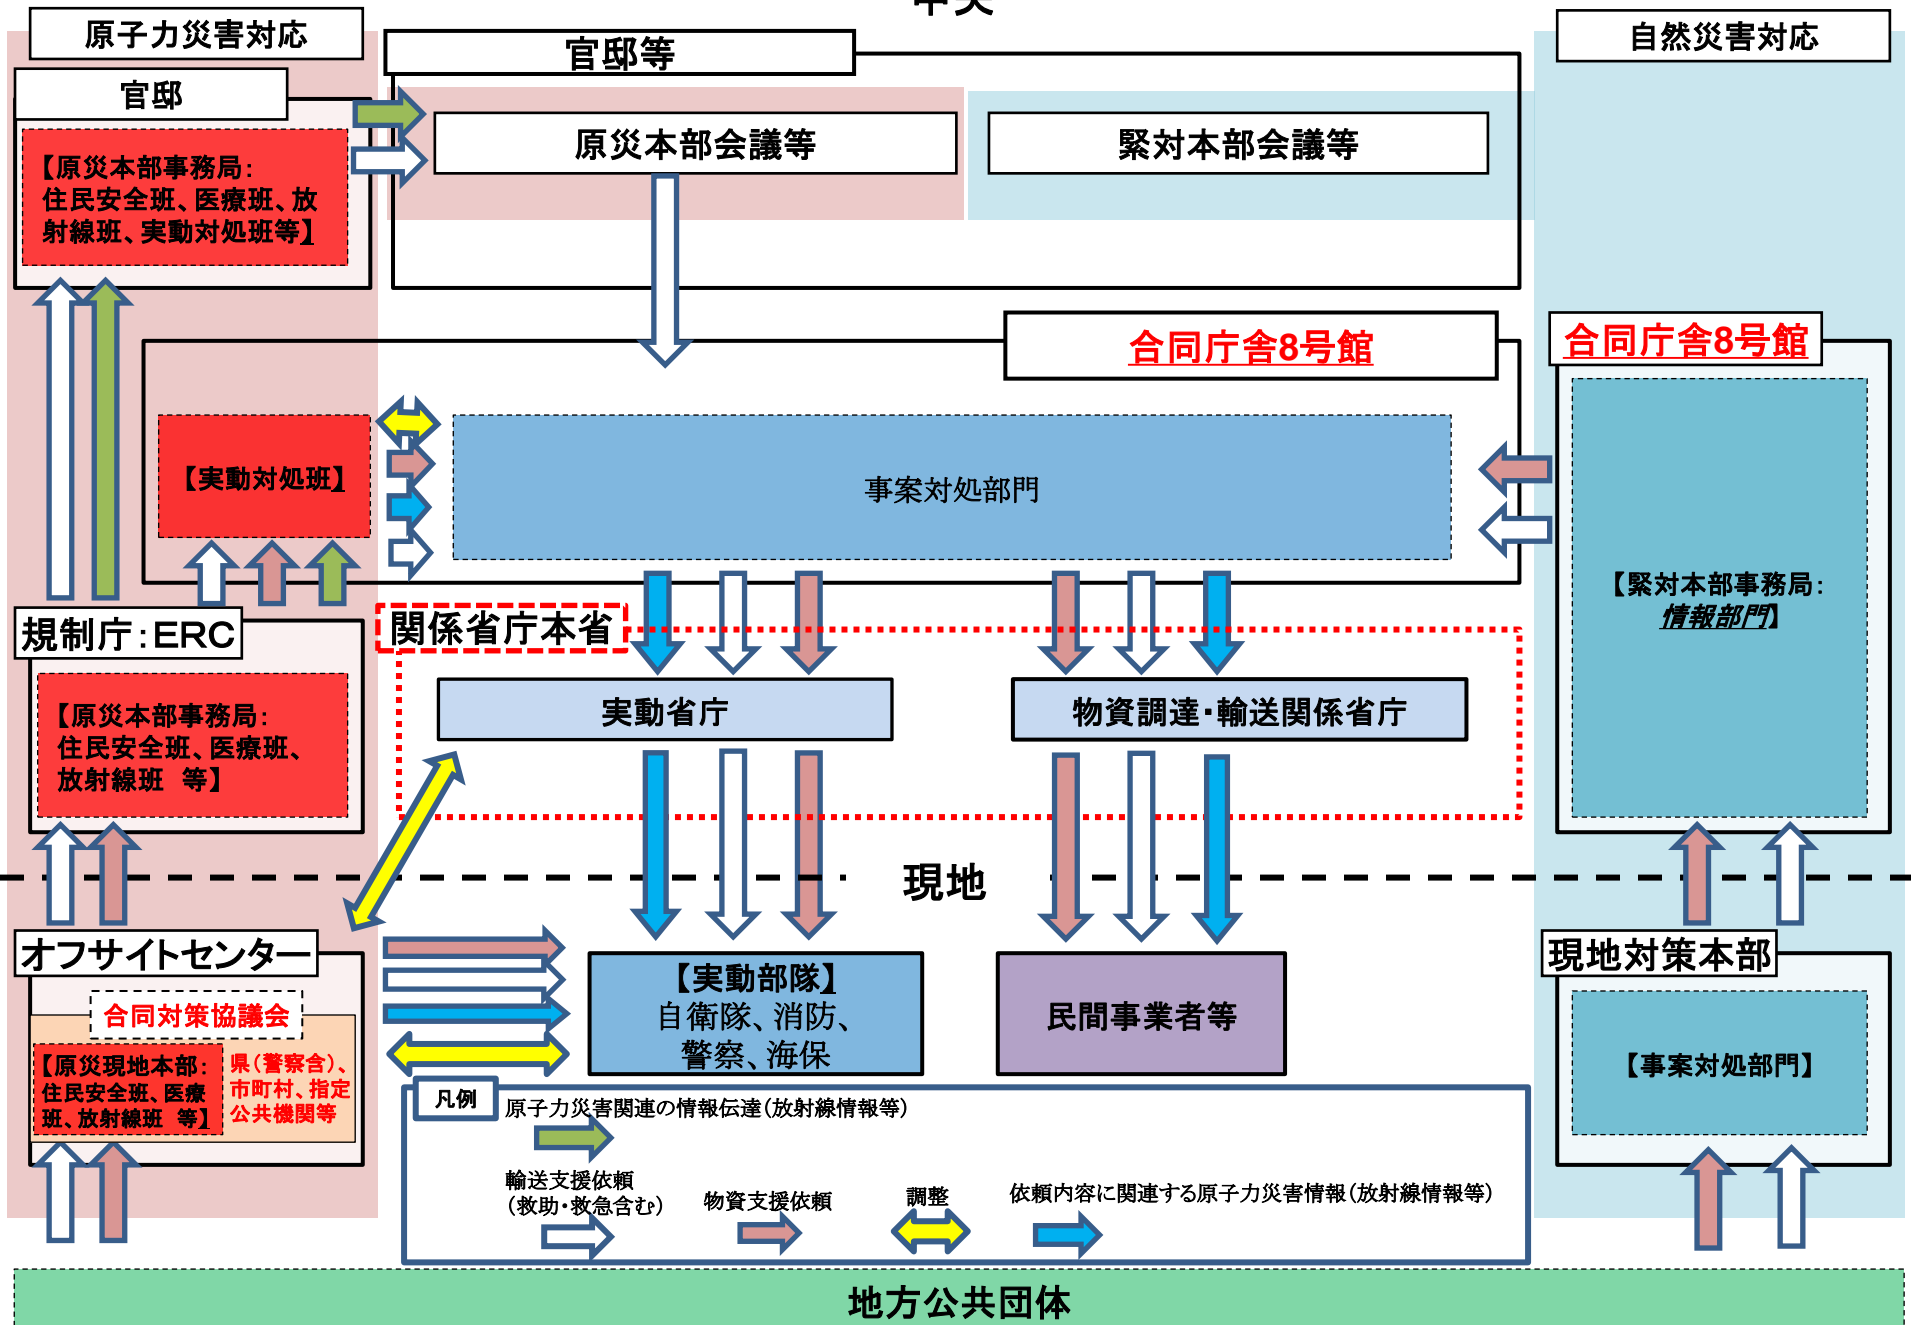 中央
原子力災害対応
官邸等
自然災害対応
官邸
【原災本部事務局：
住民安全班、医療班、放
射線班、実動対処班等】
原災本部会議等
緊対本部会議等
合同庁舎8号館
合同庁舎8号館
【実動対処班】
事案対処部門
【緊対本部事務局：
情報部門】
規制庁：ERC
【原災本部事務局：
住民安全班、医療班、
放射線班　等】
関係省庁本省
実動省庁
物資調達・輸送関係省庁
現地
オフサイトセンター
合同対策協議会
【原災現地本部：
住民安全班、医療
班、放射線班　等】
県（警察含）、
市町村、指定
公共機関等
【実動部隊】
自衛隊、消防、
警察、海保
民間事業者等
現地対策本部
【事案対処部門】
凡例
原子力災害関連の情報伝達（放射線情報等）
輸送支援依頼
（救助・救急含む）
物資支援依頼
調整
依頼内容に関連する原子力災害情報（放射線情報等）
地方公共団体